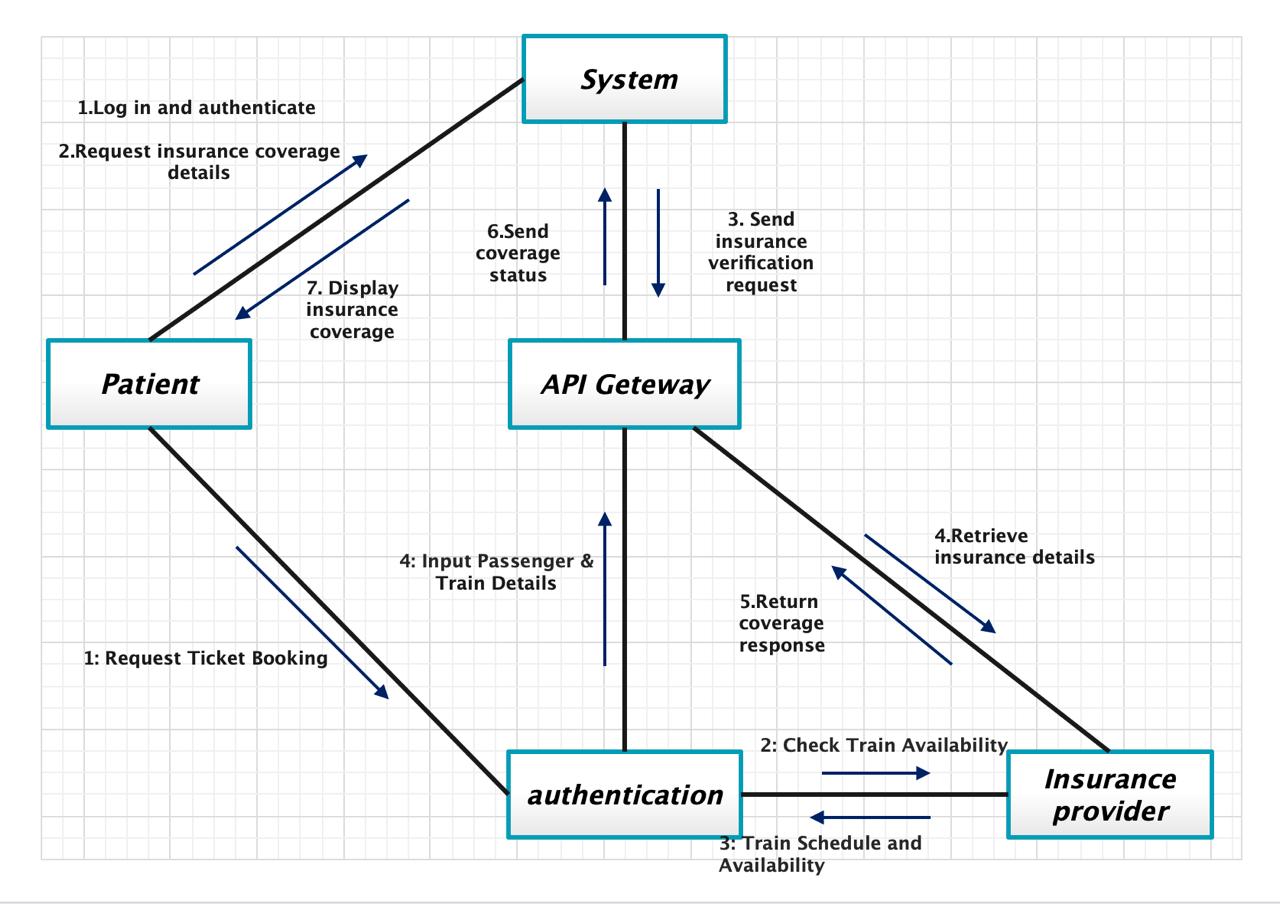 System
1.Log in and authenticate
2.Request insurance coverage
details
6.Send
coverage
status
3. Send
insurance
verification
request
7. Display
insurance
coverage
Patient
API Geteway
4: Input Passenger &
Train Details
4.Retrieve
insurance details
5.Return
coverage
response
1: Request Ticket Booking
2: Check Train Availability
authentication
Insurance
provider
3: Train Schedule and
Availability